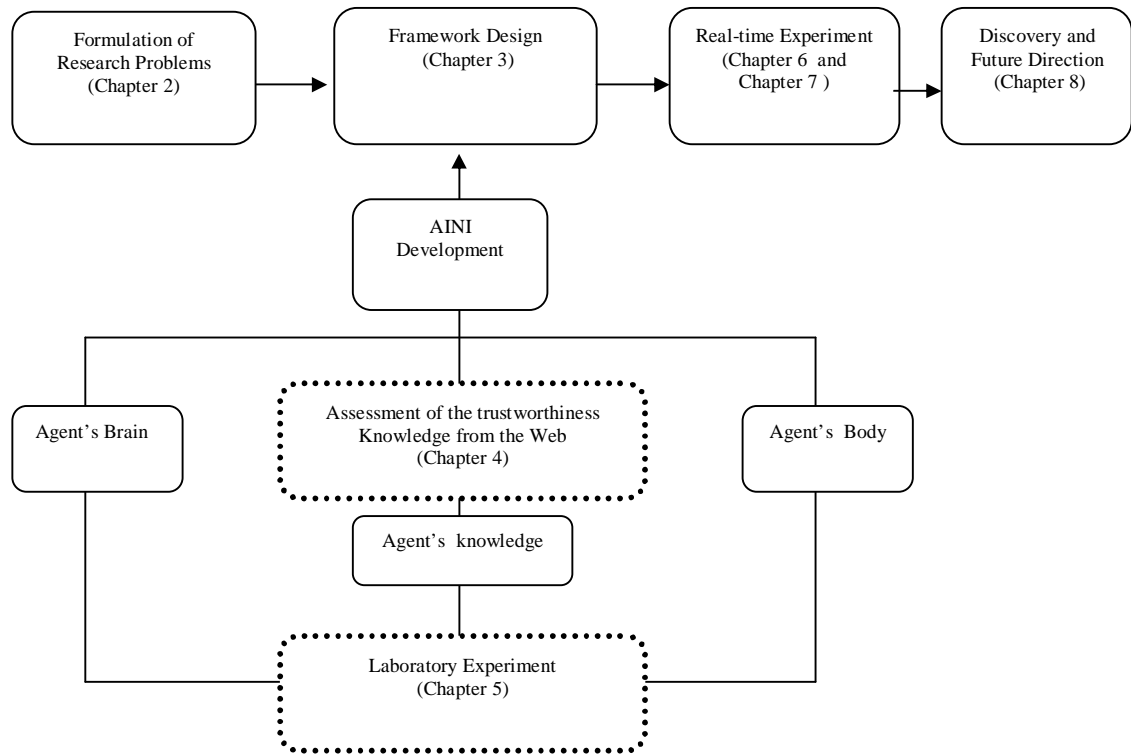 Formulation of
Research Problems
(Chapter 2)
Framework Design
(Chapter 3)
Real-time Experiment
(Chapter 6 and
Chapter 7 )
Discovery and
Future Direction
(Chapter 8)
AINI
Development
Agent's Brain
Assessment of the trustworthiness
Knowledge from the Web
(Chapter 4)
Agent's Body
Agent's knowledge
Laboratory Experiment
(Chapter 5)